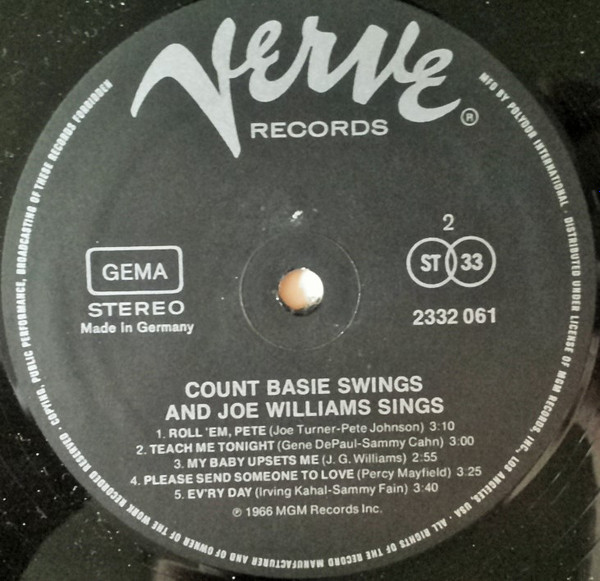 verve
RECORDS
®
MFD BY POLYDOR INTERNATIONAL · DISTRIBUTED UNDER LICENSE OF MGM RECORDS, INC., LOS ANGELES, USA · ALL RIGHTS OF THE RECORD MANUFACTURER AND OF OWNER OF THE WORK RECORDED RESERVED · COPYING, PUBLIC PERFORMANCE, BROADCASTING OF THESE RECORDS FORBIDDEN
GEMA
STEREO
Made in Germany
2
ST 33
2332 061
COUNT BASIE SWINGS
AND JOE WILLIAMS SINGS
1. ROLL 'EM, PETE (Joe Turner-Pete Johnson) 3:10
2. TEACH ME TONIGHT (Gene DePaul-Sammy Cahn) 3:00
3. MY BABY UPSETS ME (J. G. Williams) 2:55
4. PLEASE SEND SOMEONE TO LOVE (Percy Mayfield) 3:25
5. EV'RY DAY (Irving Kahal-Sammy Fain) 3:40
℗ 1966 MGM Records Inc.